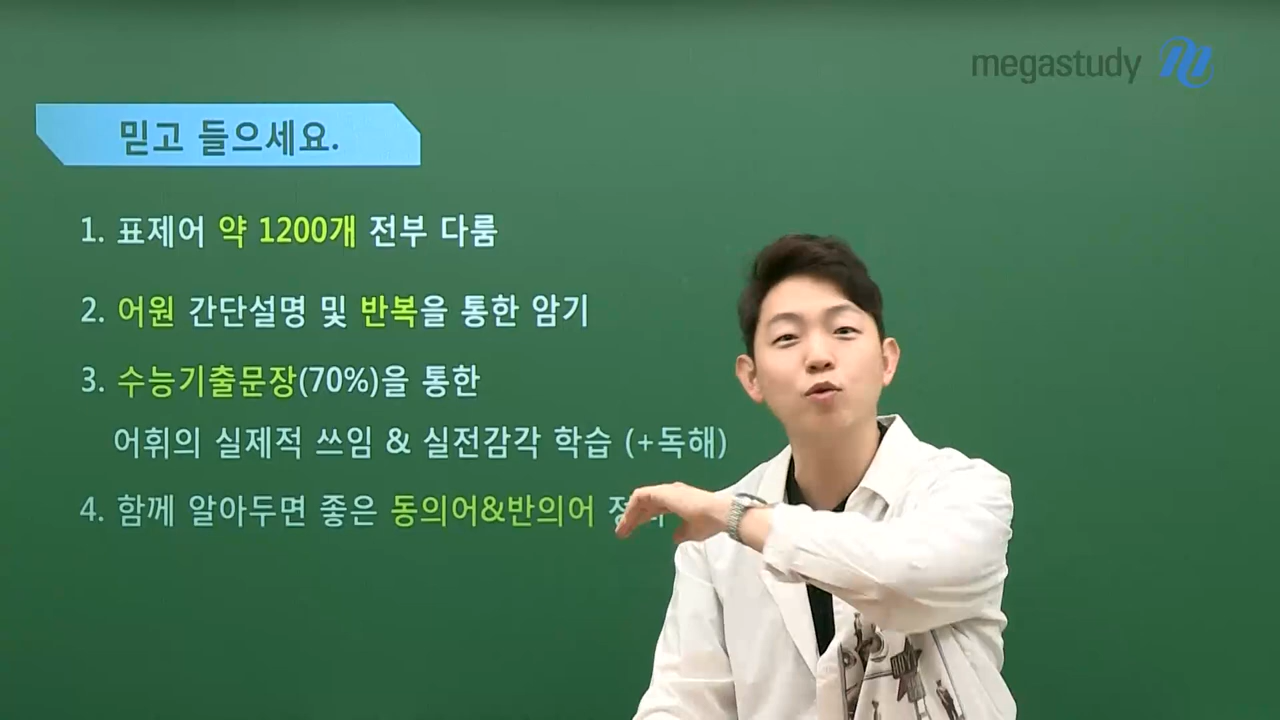 megastudy
믿고 들으세요.
1. 표제어 약 1200개 전부 다룸
2. 어원 간단설명 및 반복을 통한 암기
3. 수능기출문장(70%)을 통한
어휘의 실제적 쓰임 & 실전감각 학습 (+독해)
4. 함께 알아두면 좋은 동의어&반의어